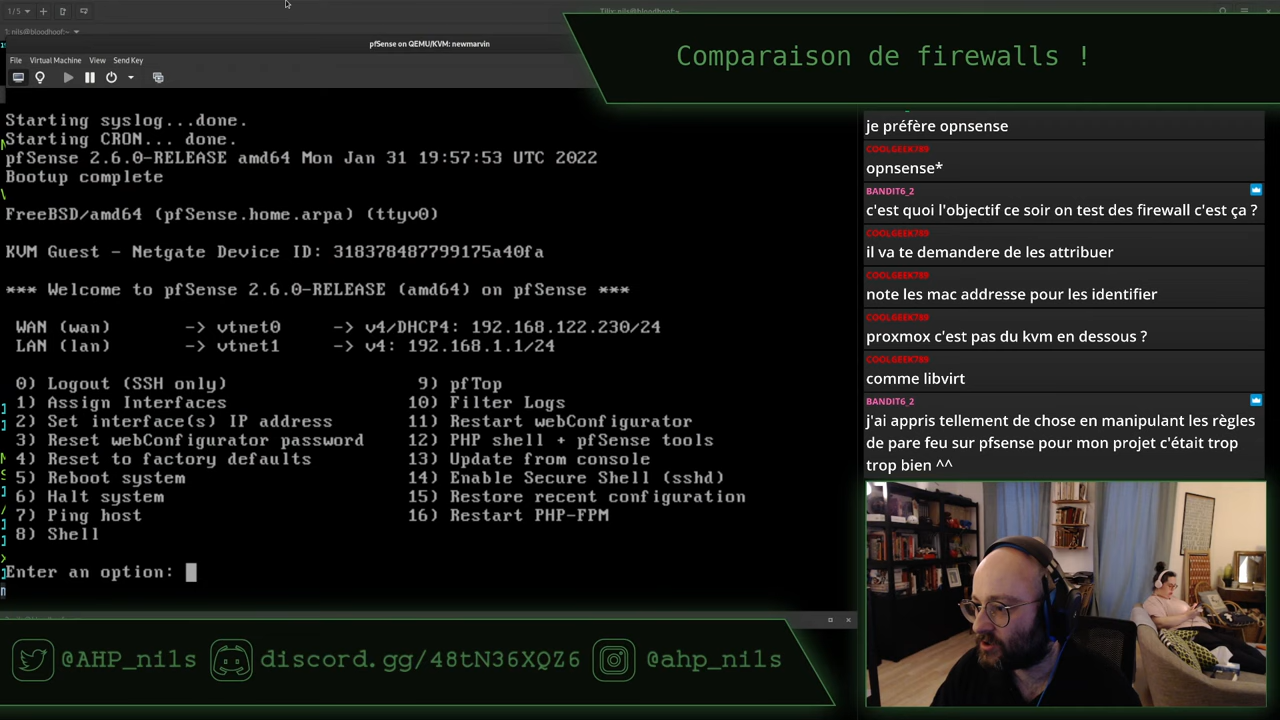 1/5
Tilix: nils@bloodhoof:~
1: nils@bloodhoof:~
pfSense on QEMU/KVM: newmarvin
File Virtual Machine View Send Key
Comparaison de firewalls !
Starting syslog...done.
Starting CRON... done.
pfSense 2.6.0-RELEASE amd64 Mon Jan 31 19:57:53 UTC 2022
Bootup complete
FreeBSD/amd64 (pfSense.home.arpa) (ttyv0)
KVM Guest - Netgate Device ID: 318378487799175a40fa
*** Welcome to pfSense 2.6.0-RELEASE (amd64) on pfSense ***
WAN (wan) -> vtnet0 -> v4/DHCP4: 192.168.122.230/24
LAN (lan) -> vtnet1 -> v4: 192.168.1.1/24
0) Logout (SSH only) 9) pfTop
1) Assign Interfaces 10) Filter Logs
2) Set interface(s) IP address 11) Restart webConfigurator
3) Reset webConfigurator password 12) PHP shell + pfSense tools
4) Reset to factory defaults 13) Update from console
5) Reboot system 14) Enable Secure Shell (sshd)
6) Halt system 15) Restore recent configuration
7) Ping host 16) Restart PHP-FPM
8) Shell
Enter an option:
je préfère opnsense
COOLGEEK789
opnsense*
BANDIT6_2
c'est quoi l'objectif ce soir on test des firewall c'est ça ?
COOLGEEK789
il va te demandere de les attribuer
COOLGEEK789
note les mac addresse pour les identifier
COOLGEEK789
proxmox c'est pas du kvm en dessous ?
COOLGEEK789
comme libvirt
BANDIT6_2
j'ai appris tellement de chose en manipulant les règles
de pare feu sur pfsense pour mon projet c'était trop
trop bien ^^
@AHP_nils discord.gg/48tN36XQZ6 @ahp_nils